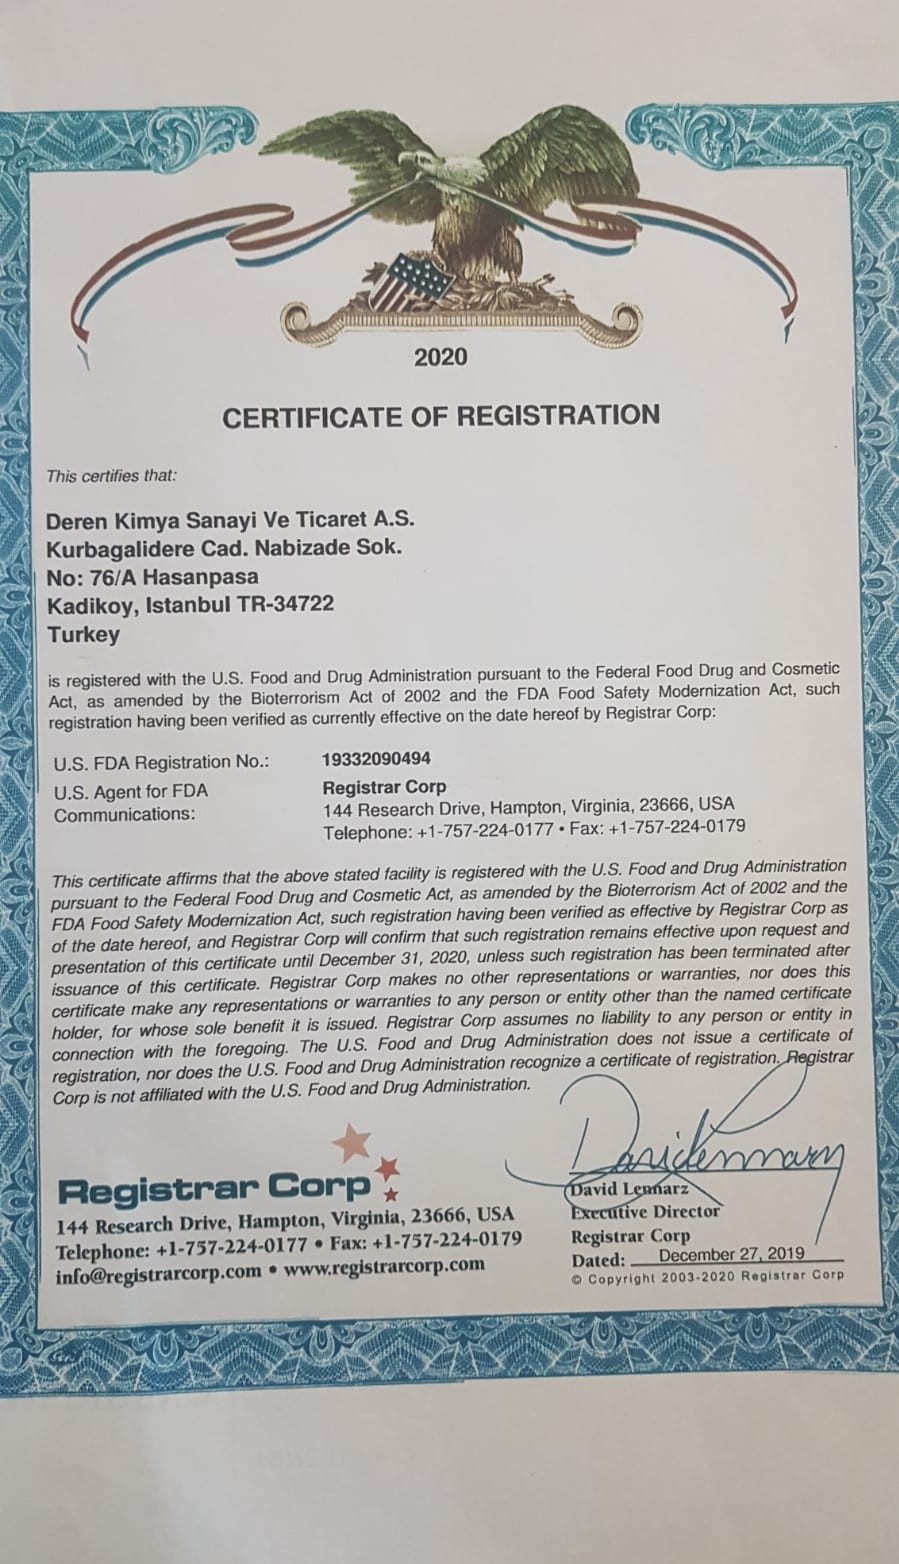 2020
CERTIFICATE OF REGISTRATION
This certifies that:
Deren Kimya Sanayi Ve Ticaret A.S.
Kurbagalidere Cad. Nabizade Sok.
No: 76/A Hasanpasa
Kadikoy, Istanbul TR-34722
Turkey
is registered with the U.S. Food and Drug Administration pursuant to the Federal Food Drug and Cosmetic
Act, as amended by the Bioterrorism Act of 2002 and the FDA Food Safety Modernization Act, such
registration having been verified as currently effective on the date hereof by Registrar Corp:
U.S. FDA Registration No.: 19332090494
U.S. Agent for FDA Registrar Corp
Communications: 144 Research Drive, Hampton, Virginia, 23666, USA
Telephone: +1-757-224-0177 • Fax: +1-757-224-0179
This certificate affirms that the above stated facility is registered with the U.S. Food and Drug Administration
pursuant to the Federal Food Drug and Cosmetic Act, as amended by the Bioterrorism Act of 2002 and the
FDA Food Safety Modernization Act, such registration having been verified as effective by Registrar Corp as
of the date hereof, and Registrar Corp will confirm that such registration remains effective upon request and
presentation of this certificate until December 31, 2020, unless such registration has been terminated after
issuance of this certificate. Registrar Corp makes no other representations or warranties, nor does this
certificate make any representations or warranties to any person or entity other than the named certificate
holder, for whose sole benefit it is issued. Registrar Corp assumes no liability to any person or entity in
connection with the foregoing. The U.S. Food and Drug Administration does not issue a certificate of
registration, nor does the U.S. Food and Drug Administration recognize a certificate of registration. Registrar
Corp is not affiliated with the U.S. Food and Drug Administration.
Registrar Corp
144 Research Drive, Hampton, Virginia, 23666, USA
Telephone: +1-757-224-0177 • Fax: +1-757-224-0179
info@registrarcorp.com • www.registrarcorp.com
David Lennarz
David Lennarz
Executive Director
Registrar Corp
Dated: December 27, 2019
© Copyright 2003-2020 Registrar Corp